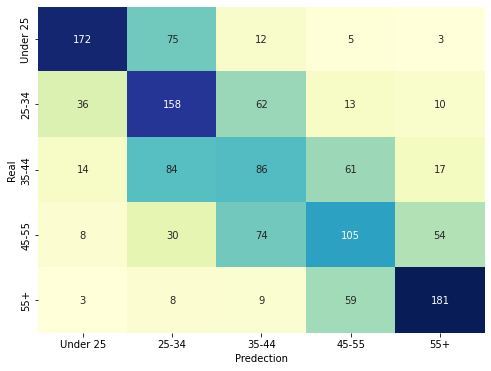 Under 25 172 75 12 5 3
25-34 36 158 62 13 10
Real
35-44 14 84 86 61 17
45-55 8 30 74 105 54
55+ 3 8 9 59 181
Under 25 25-34 35-44 45-55 55+
Predection